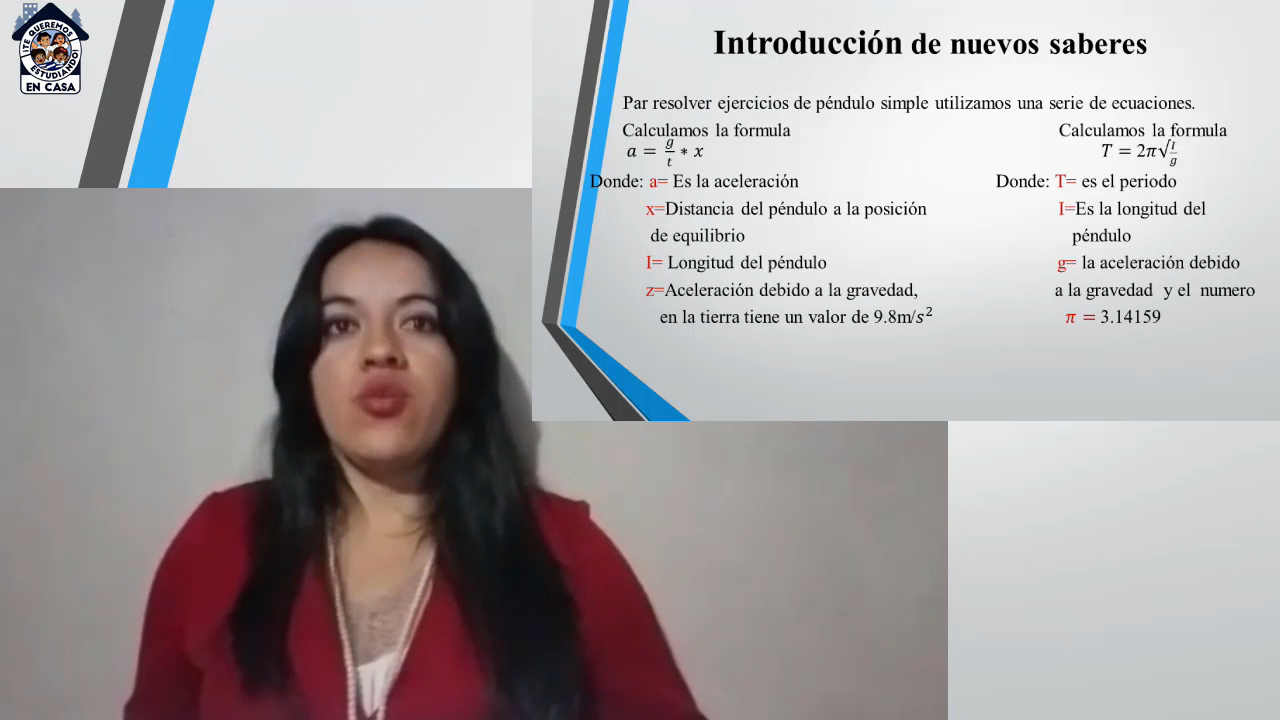 ¡TE QUEREMOS
ESTUDIANDO!
EN CASA
Introducción de nuevos saberes
Par resolver ejercicios de péndulo simple utilizamos una serie de ecuaciones.
Calculamos la formula
a = g/t ∗ x
Donde: a= Es la aceleración
x=Distancia del péndulo a la posición
de equilibrio
I= Longitud del péndulo
z=Aceleración debido a la gravedad,
en la tierra tiene un valor de 9.8m/s²
Calculamos la formula
T = 2π√l/g
Donde: T= es el periodo
I=Es la longitud del
péndulo
g= la aceleración debido
a la gravedad y el numero
π = 3.14159